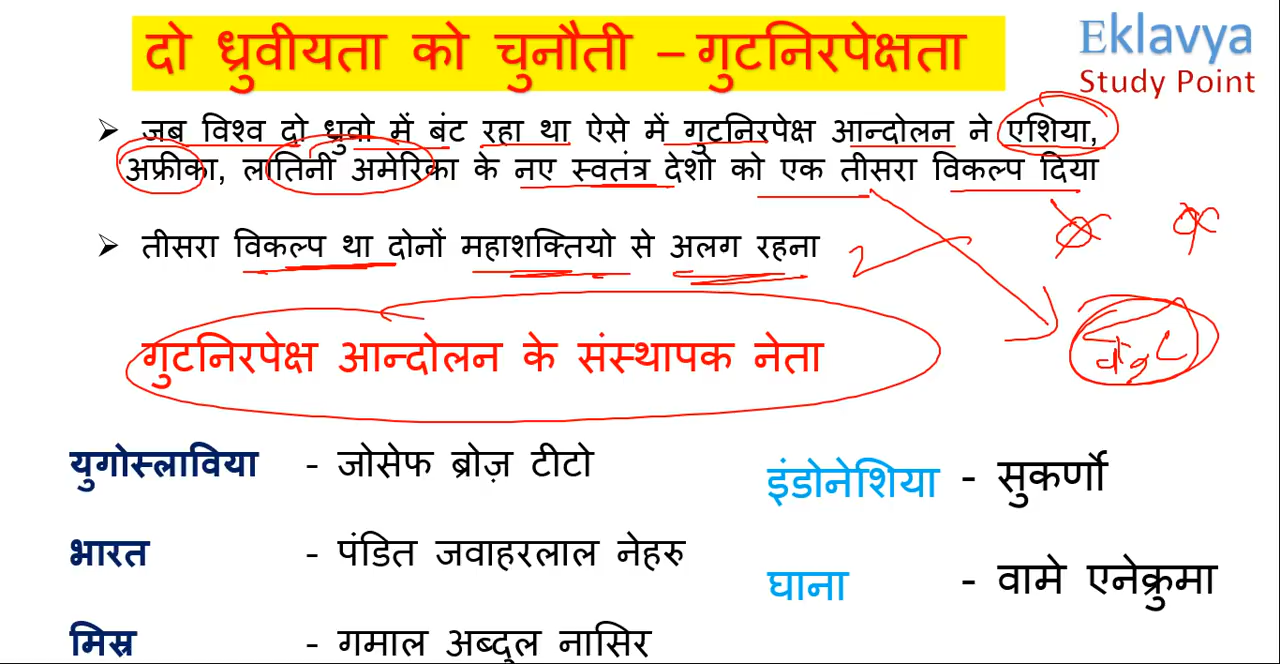 दो ध्रुवीयता को चुनौती – गुटनिरपेक्षता
Eklavya
Study Point
➢ जब विश्व दो ध्रुवो में बंट रहा था ऐसे में गुटनिरपेक्ष आन्दोलन ने एशिया,
अफ्रीका, लातिनी अमेरिका के नए स्वतंत्र देशो को एक तीसरा विकल्प दिया
➢ तीसरा विकल्प था दोनों महाशक्तियो से अलग रहना
गुटनिरपेक्ष आन्दोलन के संस्थापक नेता
युगोस्लाविया - जोसेफ ब्रोज़ टीटो
इंडोनेशिया - सुकर्णो
भारत - पंडित जवाहरलाल नेहरु
घाना - वामे एनेक्रुमा
मिस्र - गमाल अब्दुल नासिर